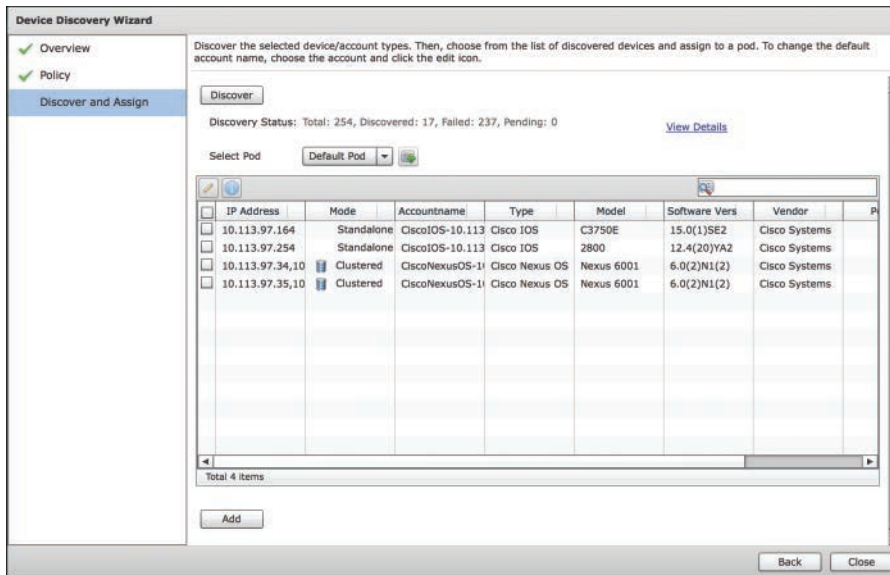 Device Discovery Wizard
Overview
Policy
Discover and Assign
Discover the selected device/account types. Then, choose from the list of discovered devices and assign to a pod. To change the default
account name, choose the account and click the edit icon.
Discover
Discovery Status: Total: 254, Discovered: 17, Failed: 237, Pending: 0
View Details
Select Pod Default Pod
IP Address Mode Accountname Type Model Software Vers Vendor
10.113.97.164 Standalone CiscoIOS-10.113 Cisco IOS C3750E 15.0(1)SE2 Cisco Systems
10.113.97.254 Standalone CiscoIOS-10.113 Cisco IOS 2800 12.4(20)YA2 Cisco Systems
10.113.97.34,10 Clustered CiscoNexusOS-1 Cisco Nexus OS Nexus 6001 6.0(2)N1(2) Cisco Systems
10.113.97.35,10 Clustered CiscoNexusOS-1 Cisco Nexus OS Nexus 6001 6.0(2)N1(2) Cisco Systems
Total 4 items
Add
Back Close